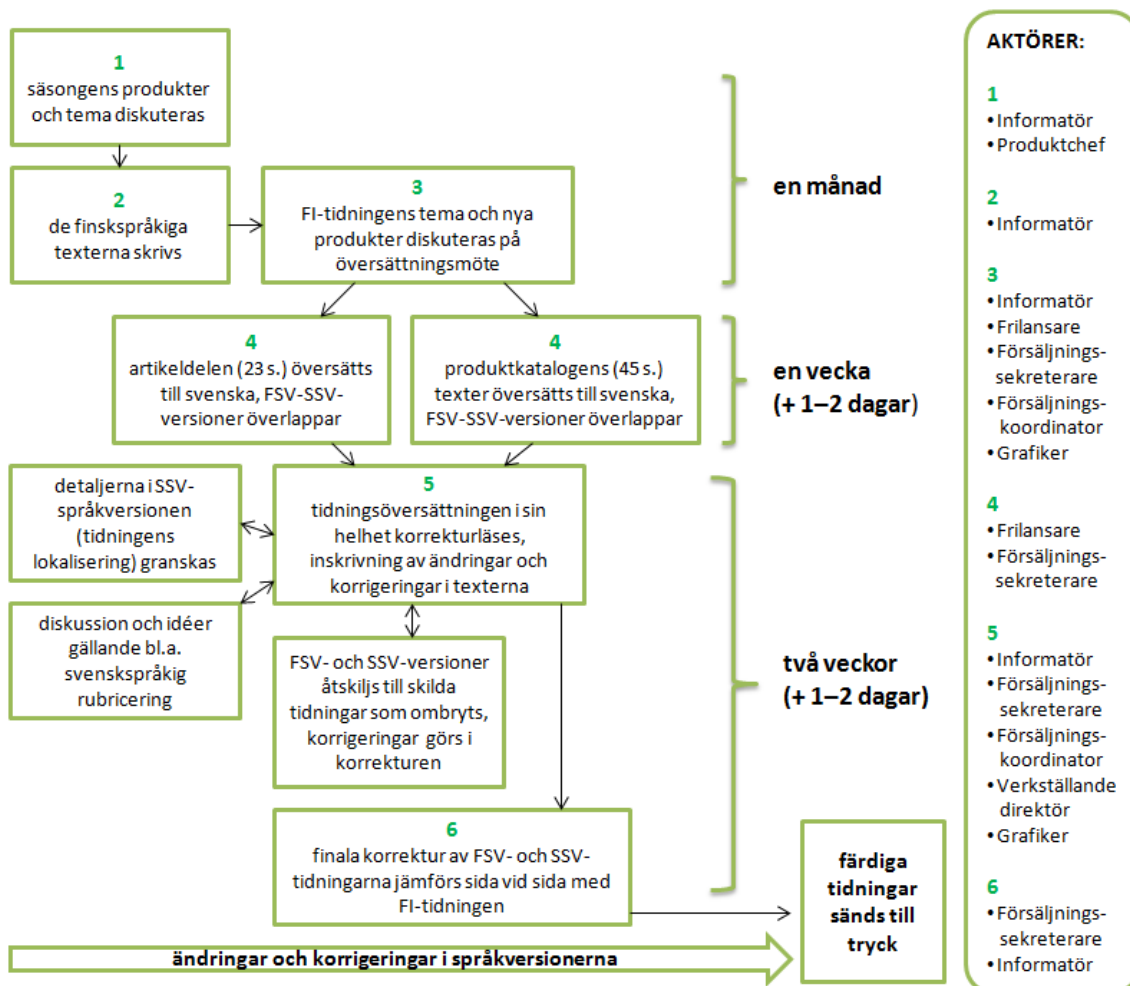 1
säsongens produkter
och tema diskuteras
2
de finskspråkiga
texterna skrivs
3
FI-tidningens tema och nya
produkter diskuteras på
översättningsmöte
en månad
4
artikeldelen (23 s.) översätts
till svenska, FSV-SSV-
versioner överlappar
4
produktkatalogens (45 s.)
texter översätts till svenska,
FSV-SSV-versioner överlappar
en vecka
(+ 1–2 dagar)
detaljerna i SSV-
språkversionen
(tidningens
lokalisering) granskas
5
tidningsöversättningen i sin
helhet korrekturläses,
inskrivning av ändringar och
korrigeringar i texterna
diskussion och idéer
gällande bl.a.
svenskspråkig
rubricering
FSV- och SSV-versioner
åtskiljs till skilda
tidningar som ombryts,
korrigeringar görs i
korrekturen
två veckor
(+ 1–2 dagar)
6
finala korrektur av FSV- och SSV-
tidningarna jämförs sida vid sida med
FI-tidningen
färdiga
tidningar
sänds till
tryck
ändringar och korrigeringar i språkversionerna
AKTÖRER:
1
•Informatör
•Produktchef
2
•Informatör
3
•Informatör
•Frilansare
•Försäljnings-
sekreterare
•Försäljnings-
koordinator
•Grafiker
4
•Frilansare
•Försäljnings-
sekreterare
5
•Informatör
•Försäljnings-
sekreterare
•Försäljnings-
koordinator
•Verkställande
direktör
•Grafiker
6
•Försäljnings-
sekreterare
•Informatör